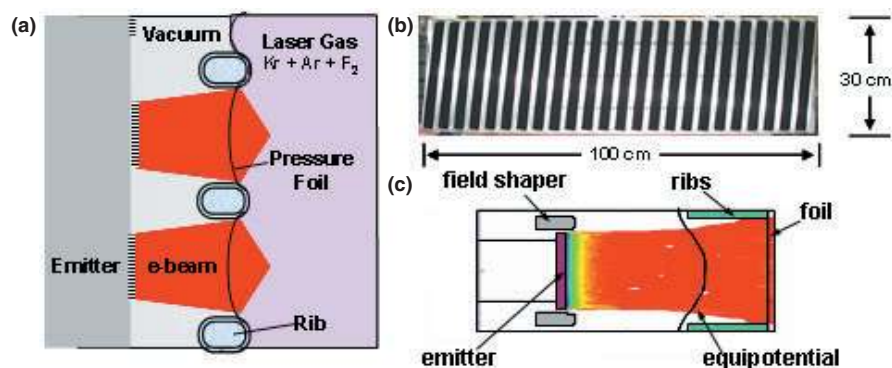 (a)
Vacuum
Laser Gas
Kr + Ar + F2
Pressure
Foil
Emitter
e-beam
Rib
(b)
30 cm
100 cm
(c)
field shaper
ribs
foil
emitter
equipotential